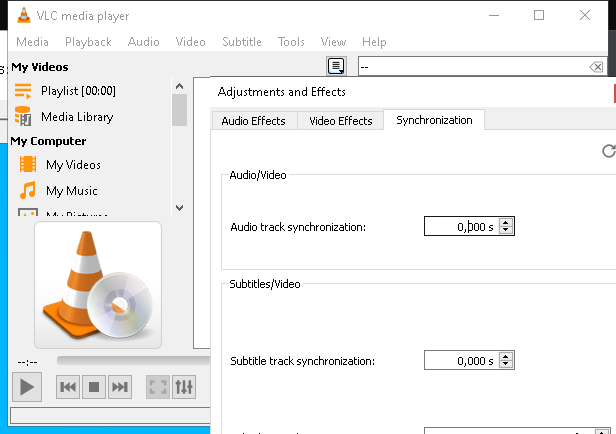 VLC media player
Media Playback Audio Video Subtitle Tools View Help
My Videos
--
Playlist [00:00]
Media Library
My Computer
My Videos
My Music
My Pictures
Adjustments and Effects
Audio Effects Video Effects Synchronization
Audio/Video
Audio track synchronization: 0,000 s
Subtitles/Video
Subtitle track synchronization: 0,000 s
--:--